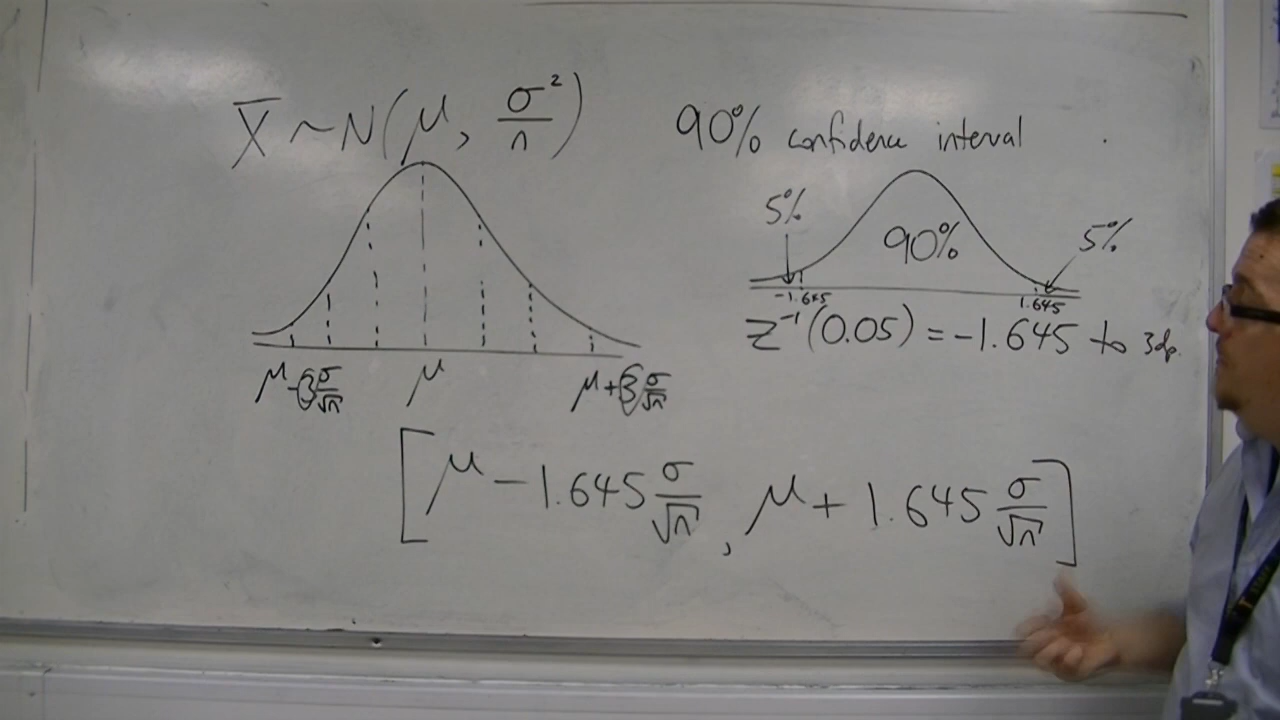 X̄ ~ N(μ, σ²/n)
90% confidence interval
5%
90%
5%
-1.645
1.645
z⁻¹(0.05) = -1.645 to 3dp.
μ-3σ/√n
μ
μ+3σ/√n
[μ - 1.645 σ/√n, μ + 1.645 σ/√n]